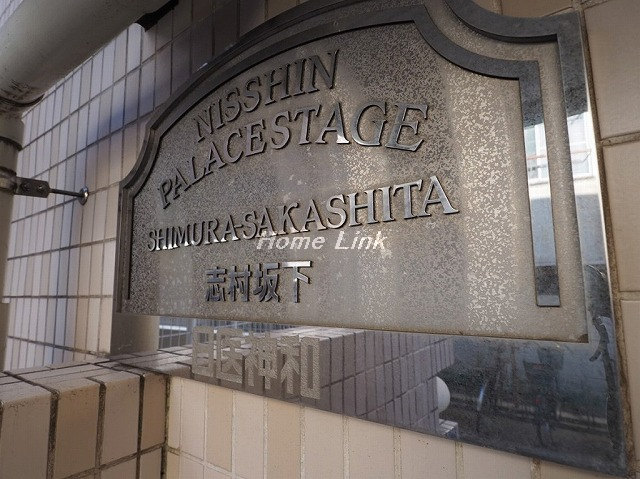 NISSHIN
PALACESTAGE
SHIMURA-SAKASHITA
Home Link
志村坂下